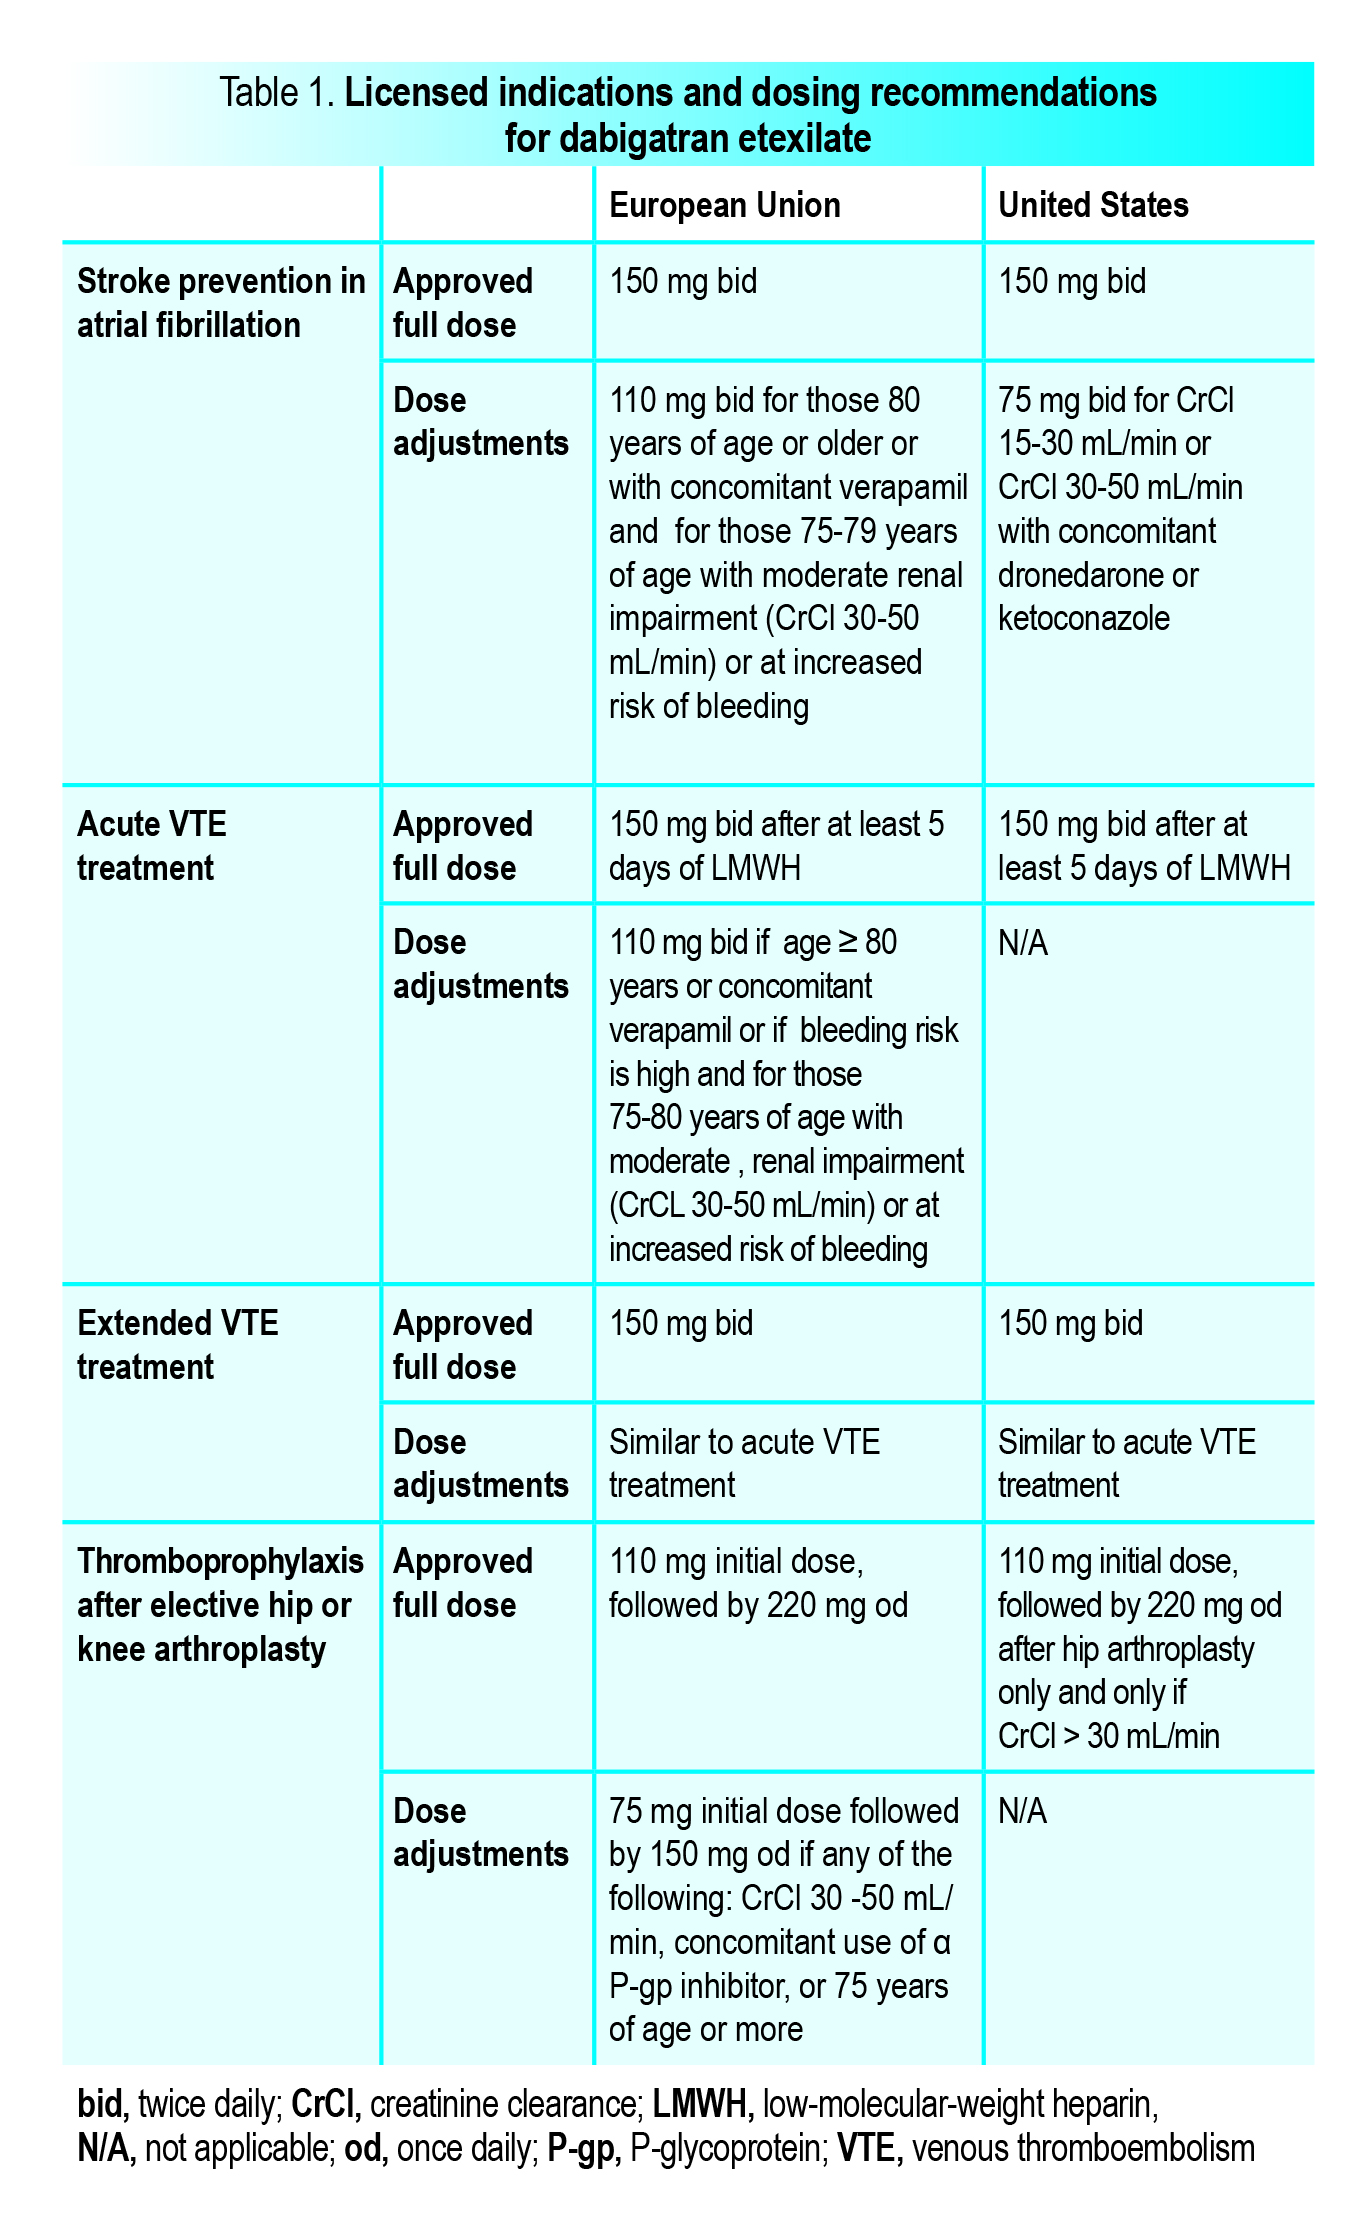 Table 1. Licensed indications and dosing recommendations
for dabigatran etexilate
European Union
United States
Stroke prevention in
atrial fibrillation
Approved
full dose
150 mg bid
150 mg bid
Dose
adjustments
110 mg bid for those 80
years of age or older or
with concomitant verapamil
and for those 75-79 years
of age with moderate renal
impairment (CrCl 30-50
mL/min) or at increased
risk of bleeding
75 mg bid for CrCl
15-30 mL/min or
CrCl 30-50 mL/min
with concomitant
dronedarone or
ketoconazole
Acute VTE
treatment
Approved
full dose
150 mg bid after at least 5
days of LMWH
150 mg bid after at
least 5 days of LMWH
Dose
adjustments
110 mg bid if age ≥ 80
years or concomitant
verapamil or if bleeding risk
is high and for those
75-80 years of age with
moderate , renal impairment
(CrCL 30-50 mL/min) or at
increased risk of bleeding
N/A
Extended VTE
treatment
Approved
full dose
150 mg bid
150 mg bid
Dose
adjustments
Similar to acute VTE
treatment
Similar to acute VTE
treatment
Thromboprophylaxis
after elective hip or
knee arthroplasty
Approved
full dose
110 mg initial dose,
followed by 220 mg od
110 mg initial dose,
followed by 220 mg od
after hip arthroplasty
only and only if
CrCl > 30 mL/min
Dose
adjustments
75 mg initial dose followed
by 150 mg od if any of the
following: CrCl 30 -50 mL/
min, concomitant use of α
P-gp inhibitor, or 75 years
of age or more
N/A
bid, twice daily; CrCl, creatinine clearance; LMWH, low-molecular-weight heparin,
N/A, not applicable; od, once daily; P-gp, P-glycoprotein; VTE, venous thromboembolism